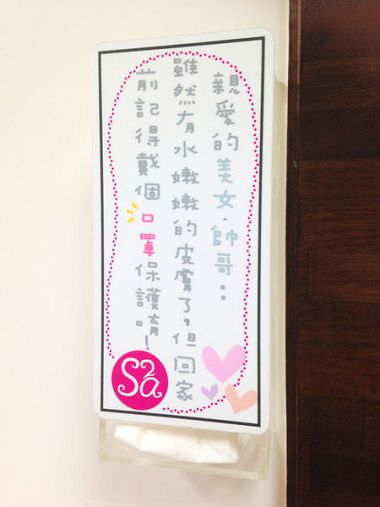 親愛的美女.帥哥：
雖然有水嫩嫩的皮膚了,但回家
前記得戴個口罩保護唷!